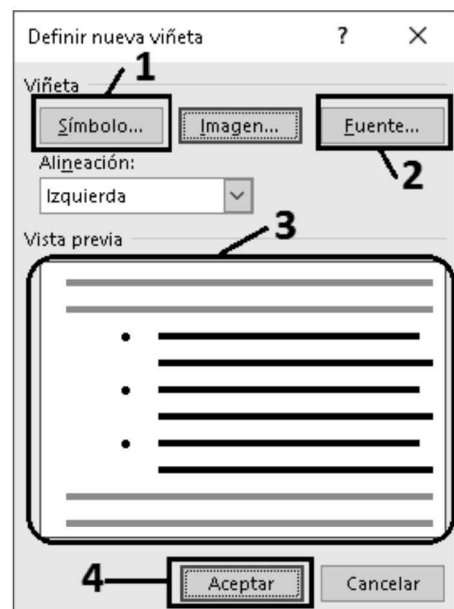 Definir nueva viñeta ? ×
1
Viñeta
Símbolo... Imagen... Fuente...
2
Alineación:
Izquierda
3
Vista previa
4
Aceptar Cancelar